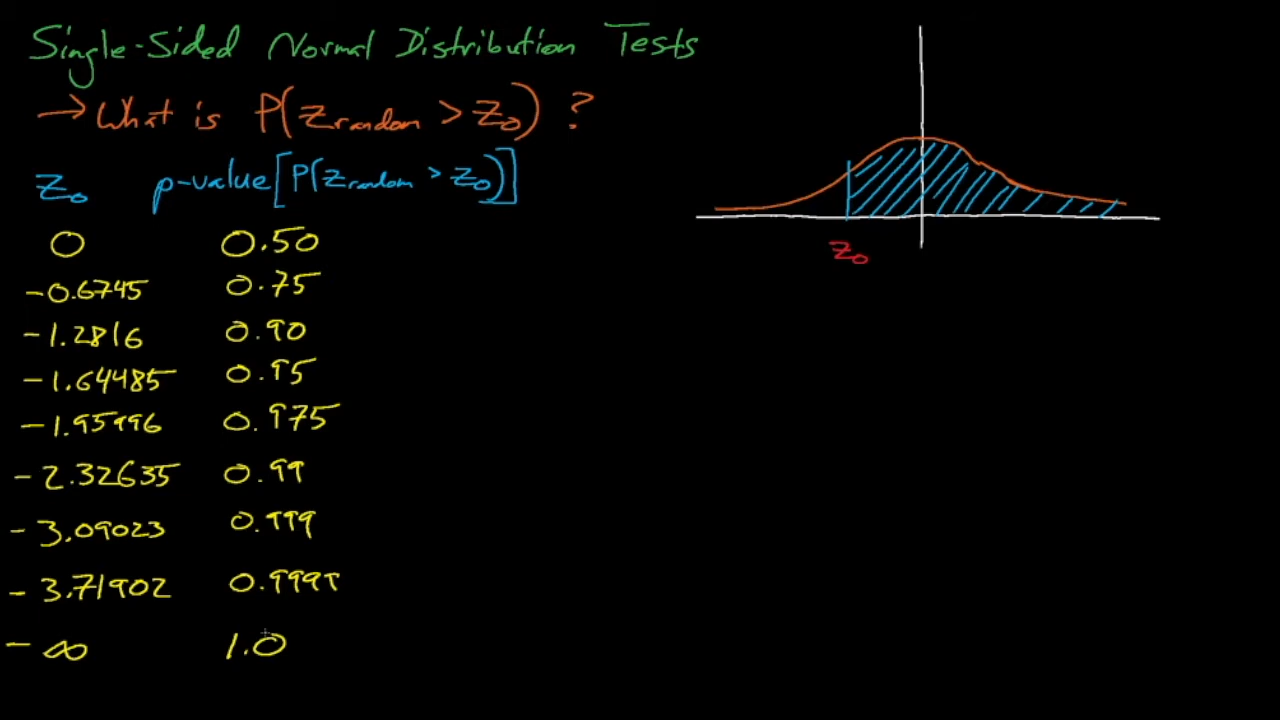 Single-Sided Normal Distribution Tests
→ What is P(Zrandom > Z0) ?
Z0 p-value[P(Zrandom > Z0)]
0 0.50
-0.6745 0.75
-1.2816 0.90
-1.64485 0.95
-1.95996 0.975
-2.32635 0.99
-3.09023 0.999
-3.71902 0.9999
-∞ 1.0
Z0